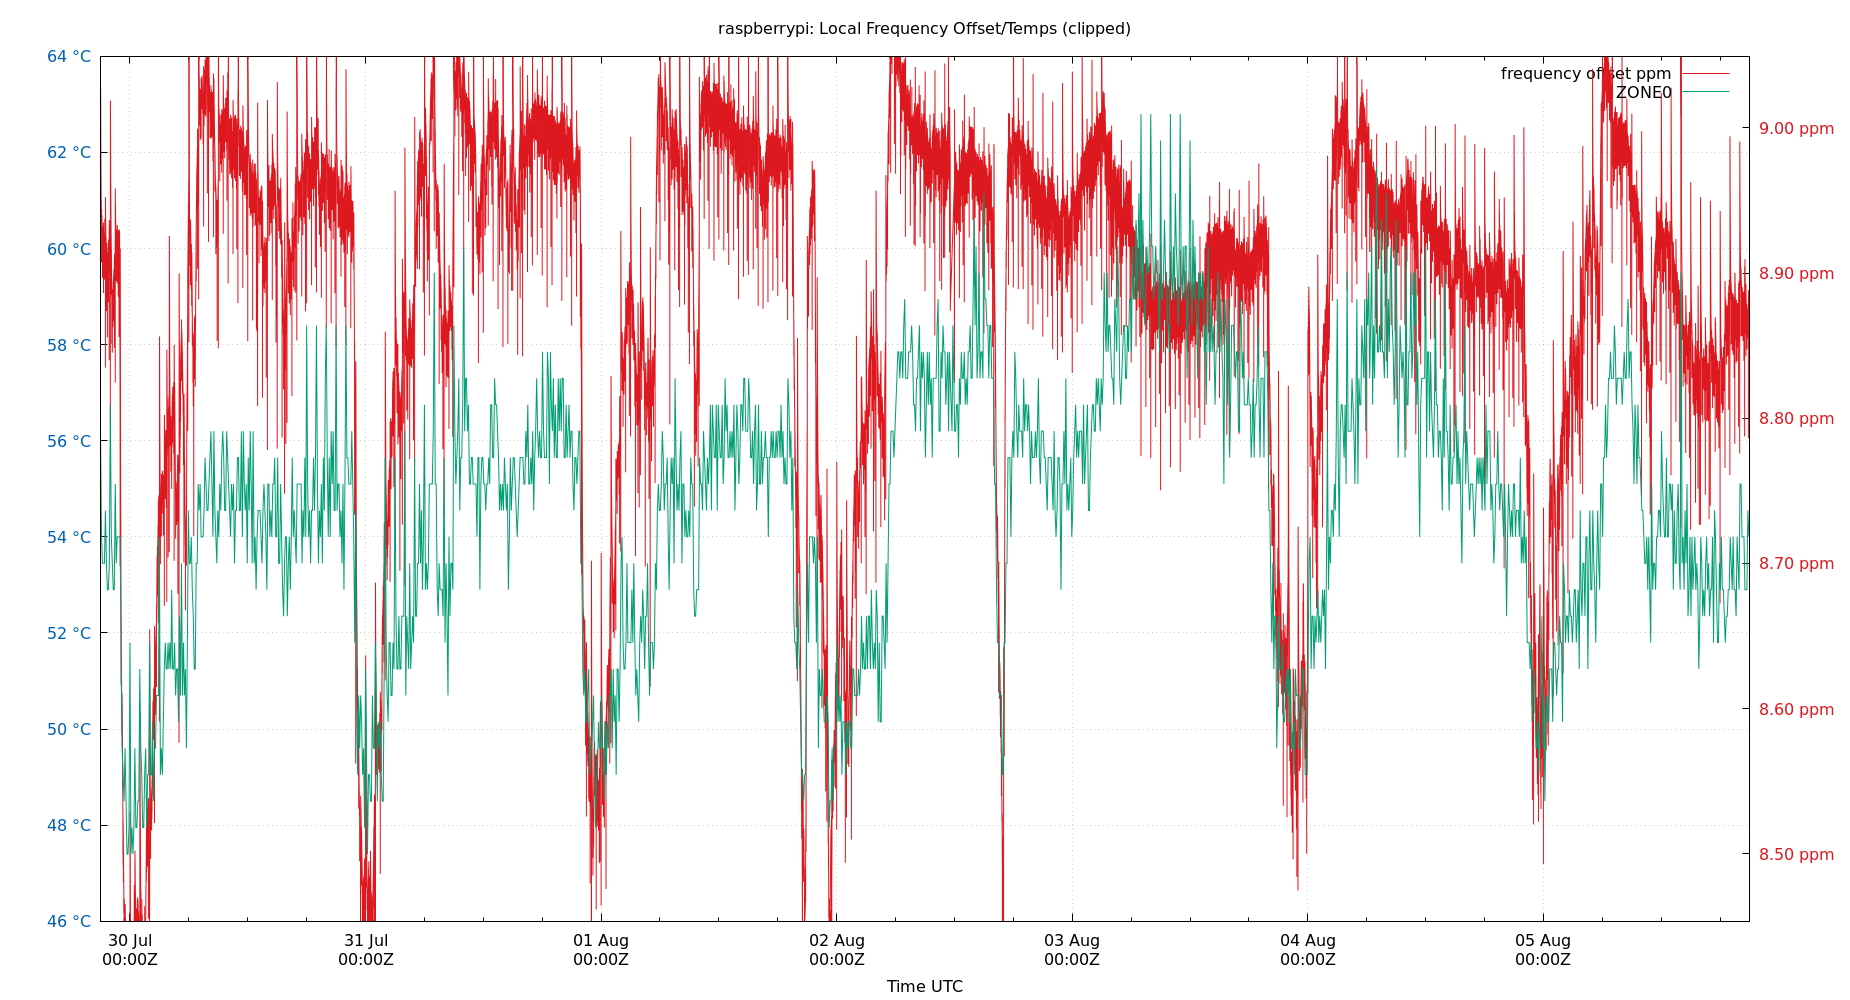 raspberrypi: Local Frequency Offset/Temps (clipped)
64 °C
62 °C
60 °C
58 °C
56 °C
54 °C
52 °C
50 °C
48 °C
46 °C
frequency offset ppm
ZONE0
9.00 ppm
8.90 ppm
8.80 ppm
8.70 ppm
8.60 ppm
8.50 ppm
30 Jul
00:00Z
31 Jul
00:00Z
01 Aug
00:00Z
02 Aug
00:00Z
03 Aug
00:00Z
04 Aug
00:00Z
05 Aug
00:00Z
Time UTC